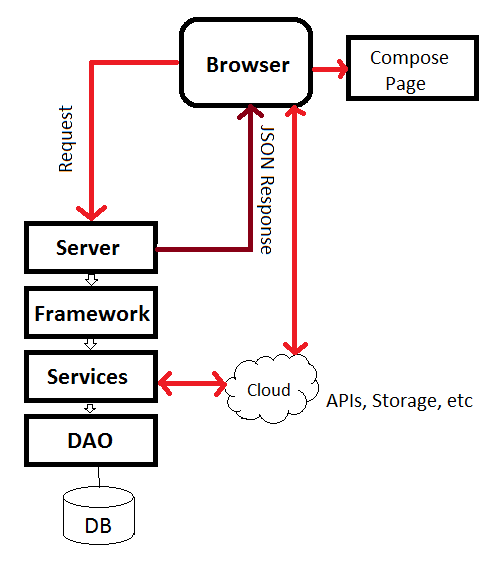 Browser
Compose
Page
Request
JSON Response
Server
Framework
Services
Cloud
APIs, Storage, etc
DAO
DB